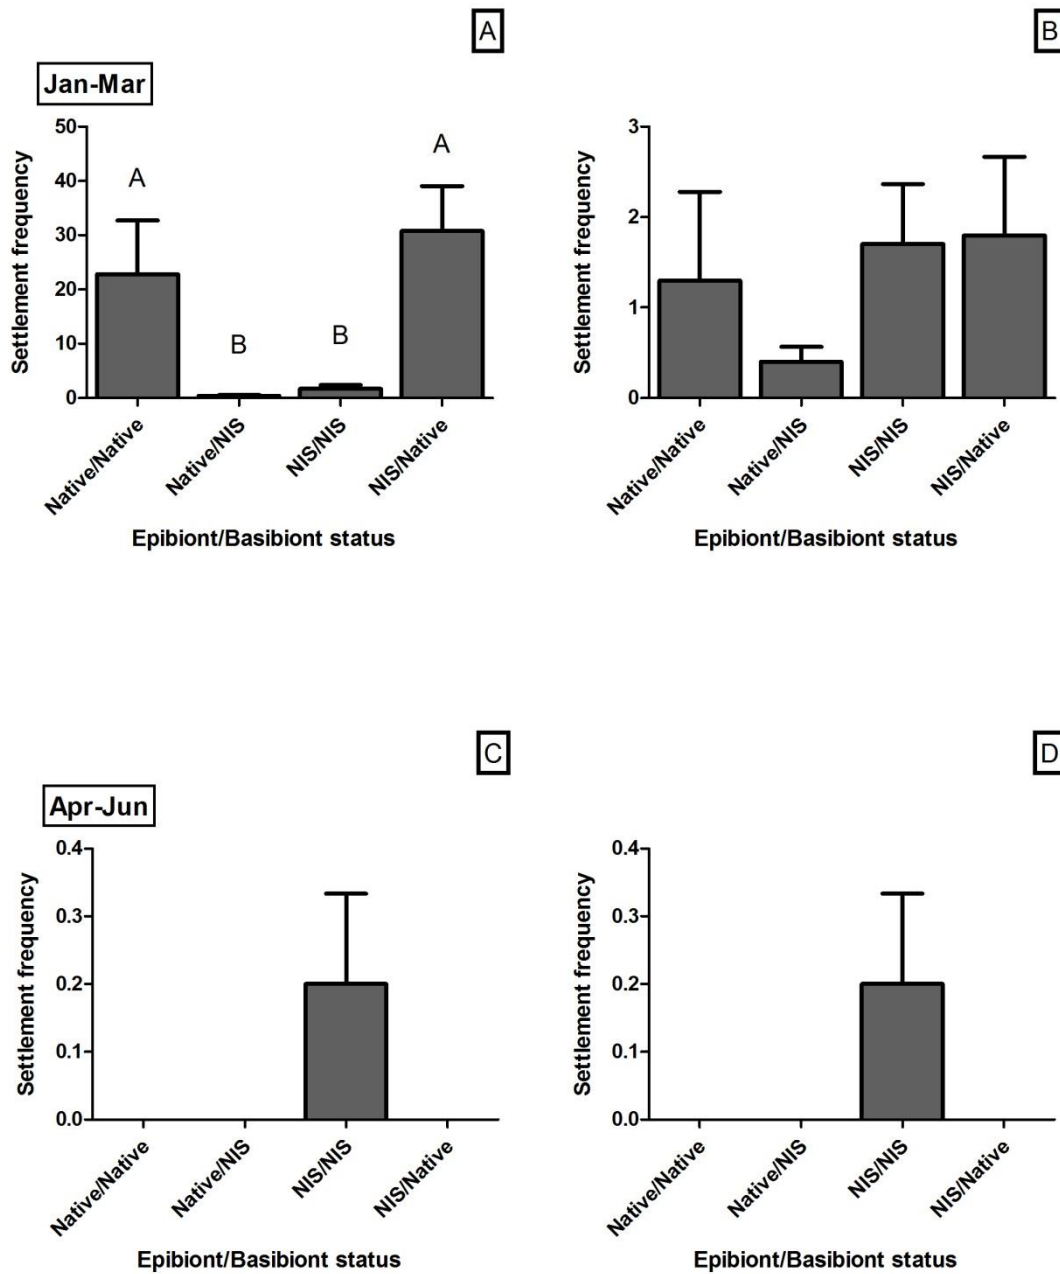 A
Jan-Mar
Settlement frequency
50
40
30
20
10
0
A
B
B
A
Native/Native
Native/NIS
NIS/NIS
NIS/Native
Epibiont/Basibiont status
B
Settlement frequency
3
2
1
0
Native/Native
Native/NIS
NIS/NIS
NIS/Native
Epibiont/Basibiont status
C
Apr-Jun
Settlement frequency
0.4
0.3
0.2
0.1
0.0
Native/Native
Native/NIS
NIS/NIS
NIS/Native
Epibiont/Basibiont status
D
Settlement frequency
0.4
0.3
0.2
0.1
0.0
Native/Native
Native/NIS
NIS/NIS
NIS/Native
Epibiont/Basibiont status